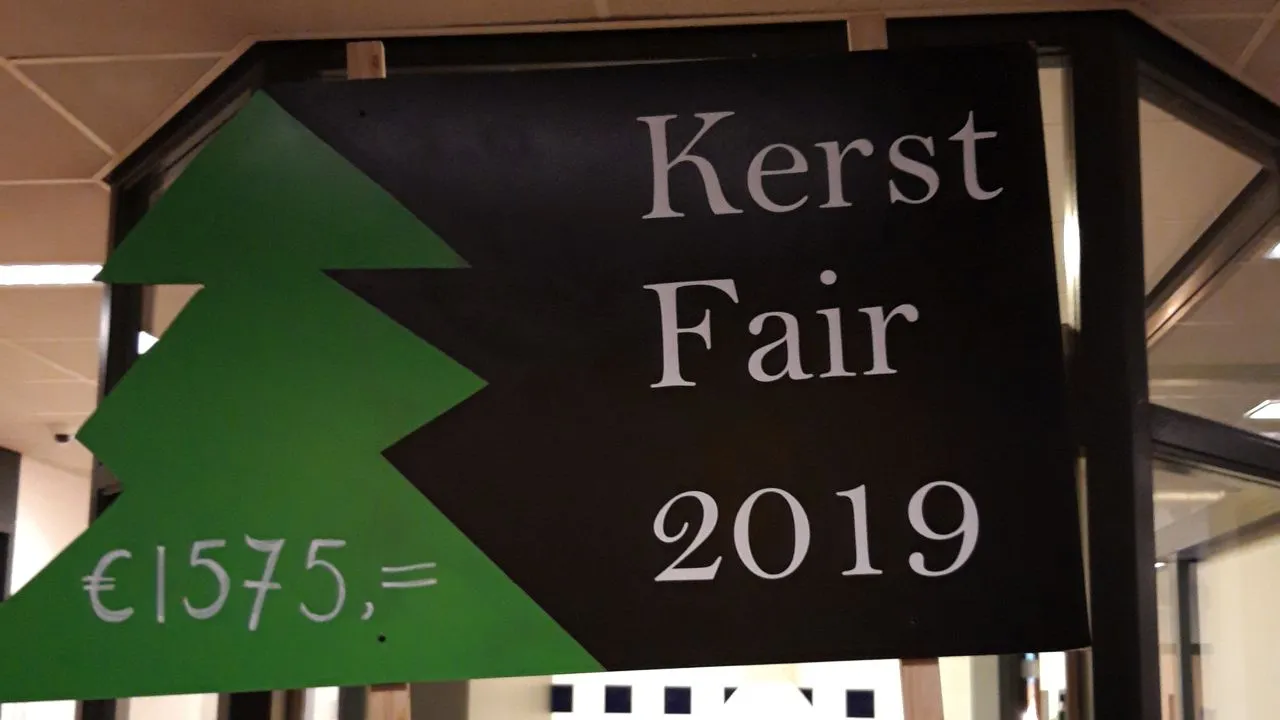 Kerst
Fair
2019
€1575,=